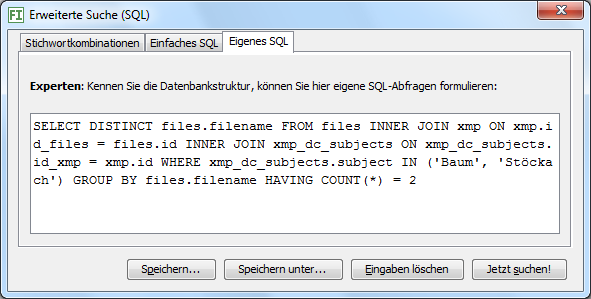 FI Erweiterte Suche (SQL)
Stichwortkombinationen Einfaches SQL Eigenes SQL
Experten: Kennen Sie die Datenbankstruktur, können Sie hier eigene SQL-Abfragen formulieren:
SELECT DISTINCT files.filename FROM files INNER JOIN xmp ON xmp.i
d_files = files.id INNER JOIN xmp_dc_subjects ON xmp_dc_subjects.
id_xmp = xmp.id WHERE xmp_dc_subjects.subject IN ('Baum', 'Stöcka
ch') GROUP BY files.filename HAVING COUNT(*) = 2
Speichern... Speichern unter... Eingaben löschen Jetzt suchen!